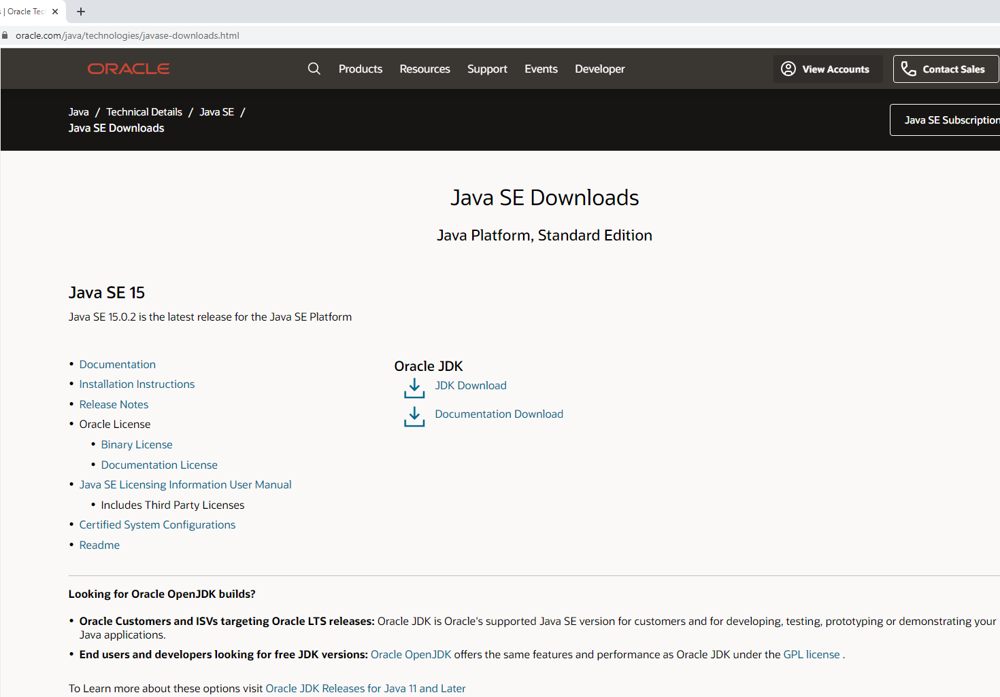 | Oracle Tec
oracle.com/java/technologies/javase-downloads.html
ORACLE
Products Resources Support Events Developer
View Accounts
Contact Sales
Java / Technical Details / Java SE /
Java SE Downloads
Java SE Subscription
Java SE Downloads
Java Platform, Standard Edition
Java SE 15
Java SE 15.0.2 is the latest release for the Java SE Platform
• Documentation
• Installation Instructions
• Release Notes
• Oracle License
• Binary License
• Documentation License
• Java SE Licensing Information User Manual
• Includes Third Party Licenses
• Certified System Configurations
• Readme
Oracle JDK
JDK Download
Documentation Download
Looking for Oracle OpenJDK builds?
• Oracle Customers and ISVs targeting Oracle LTS releases: Oracle JDK is Oracle's supported Java SE version for customers and for developing, testing, prototyping or demonstrating your
Java applications.
• End users and developers looking for free JDK versions: Oracle OpenJDK offers the same features and performance as Oracle JDK under the GPL license .
To Learn more about these options visit Oracle JDK Releases for Java 11 and Later